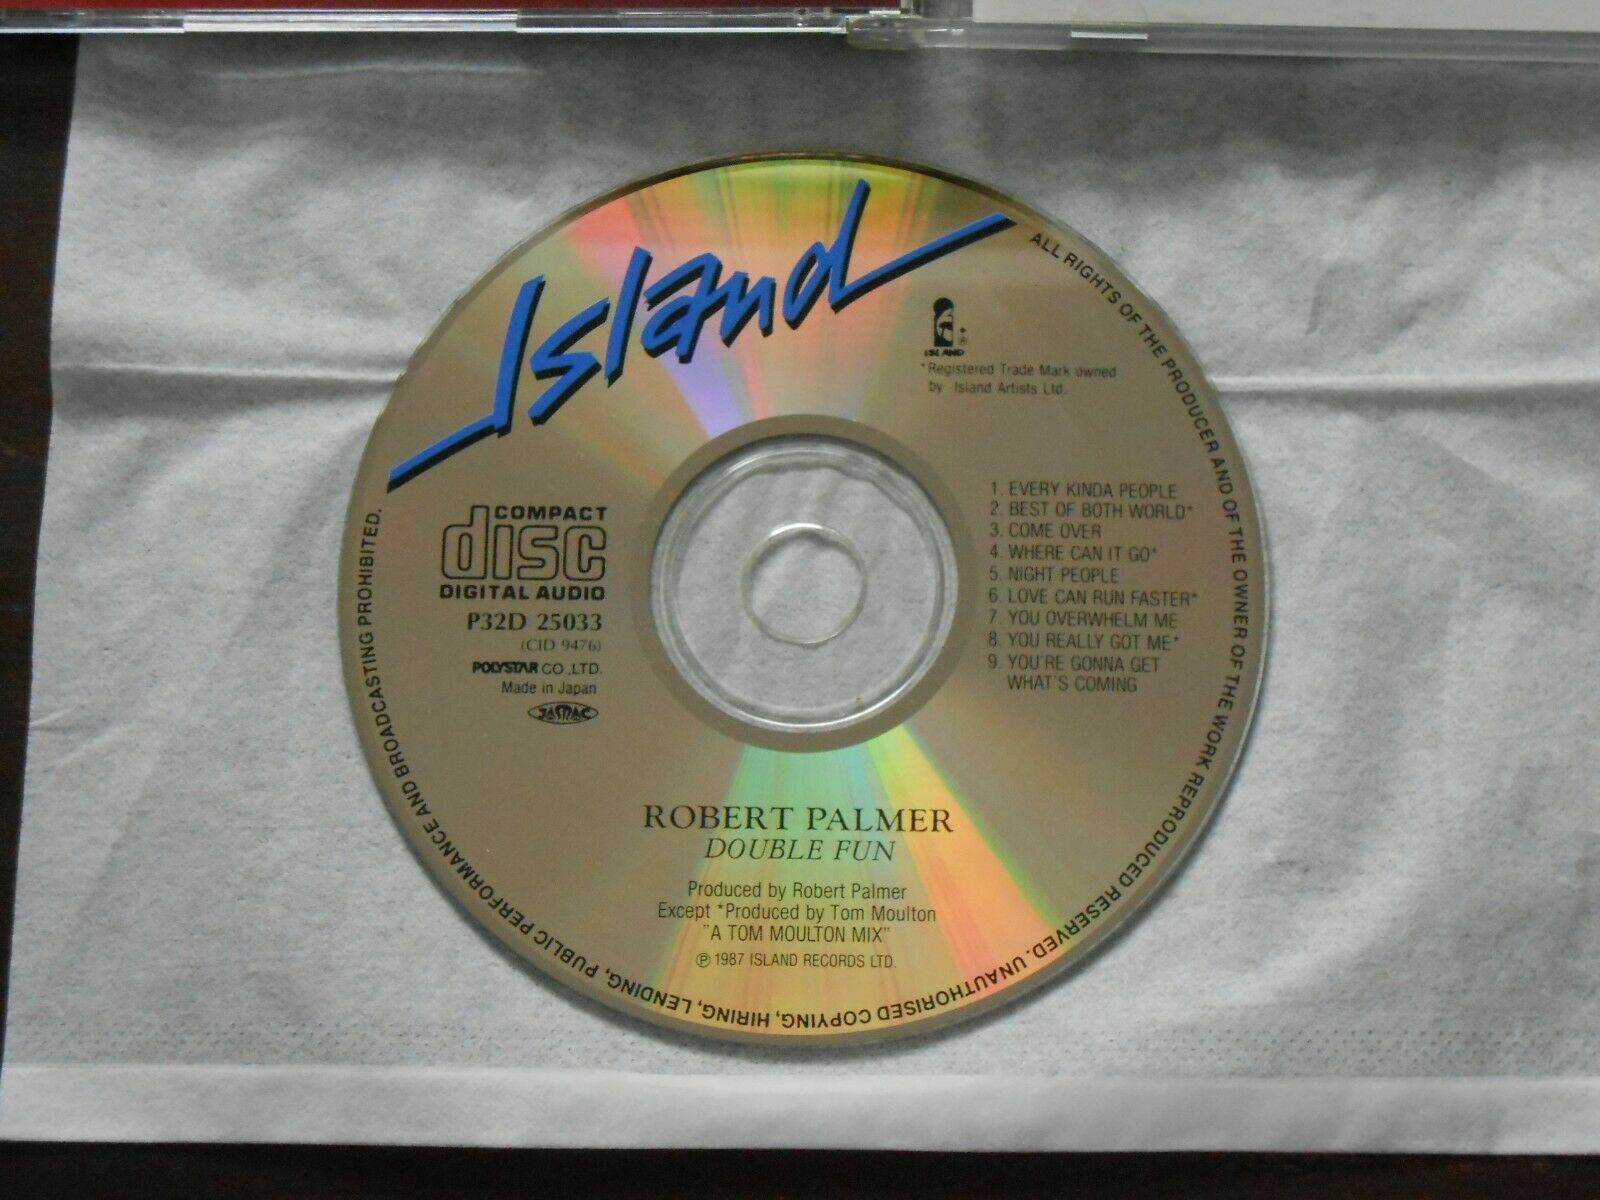 Island
ISLAND
®
*Registered Trade Mark owned
by Island Artists Ltd.
COMPACT
disc
DIGITAL AUDIO
P32D 25033
(CID 9476)
POLYSTAR CO.,LTD.
Made in Japan
JASRAC
1. EVERY KINDA PEOPLE
2. BEST OF BOTH WORLD*
3. COME OVER
4. WHERE CAN IT GO*
5. NIGHT PEOPLE
6. LOVE CAN RUN FASTER*
7. YOU OVERWHELM ME
8. YOU REALLY GOT ME*
9. YOU'RE GONNA GET
WHAT'S COMING
ROBERT PALMER
DOUBLE FUN
Produced by Robert Palmer
Except *Produced by Tom Moulton
"A TOM MOULTON MIX"
℗ 1987 ISLAND RECORDS LTD.
ALL RIGHTS OF THE PRODUCER AND OF THE OWNER OF THE WORK REPRODUCED RESERVED. UNAUTHORISED COPYING, HIRING, LENDING, PUBLIC PERFORMANCE AND BROADCASTING PROHIBITED.